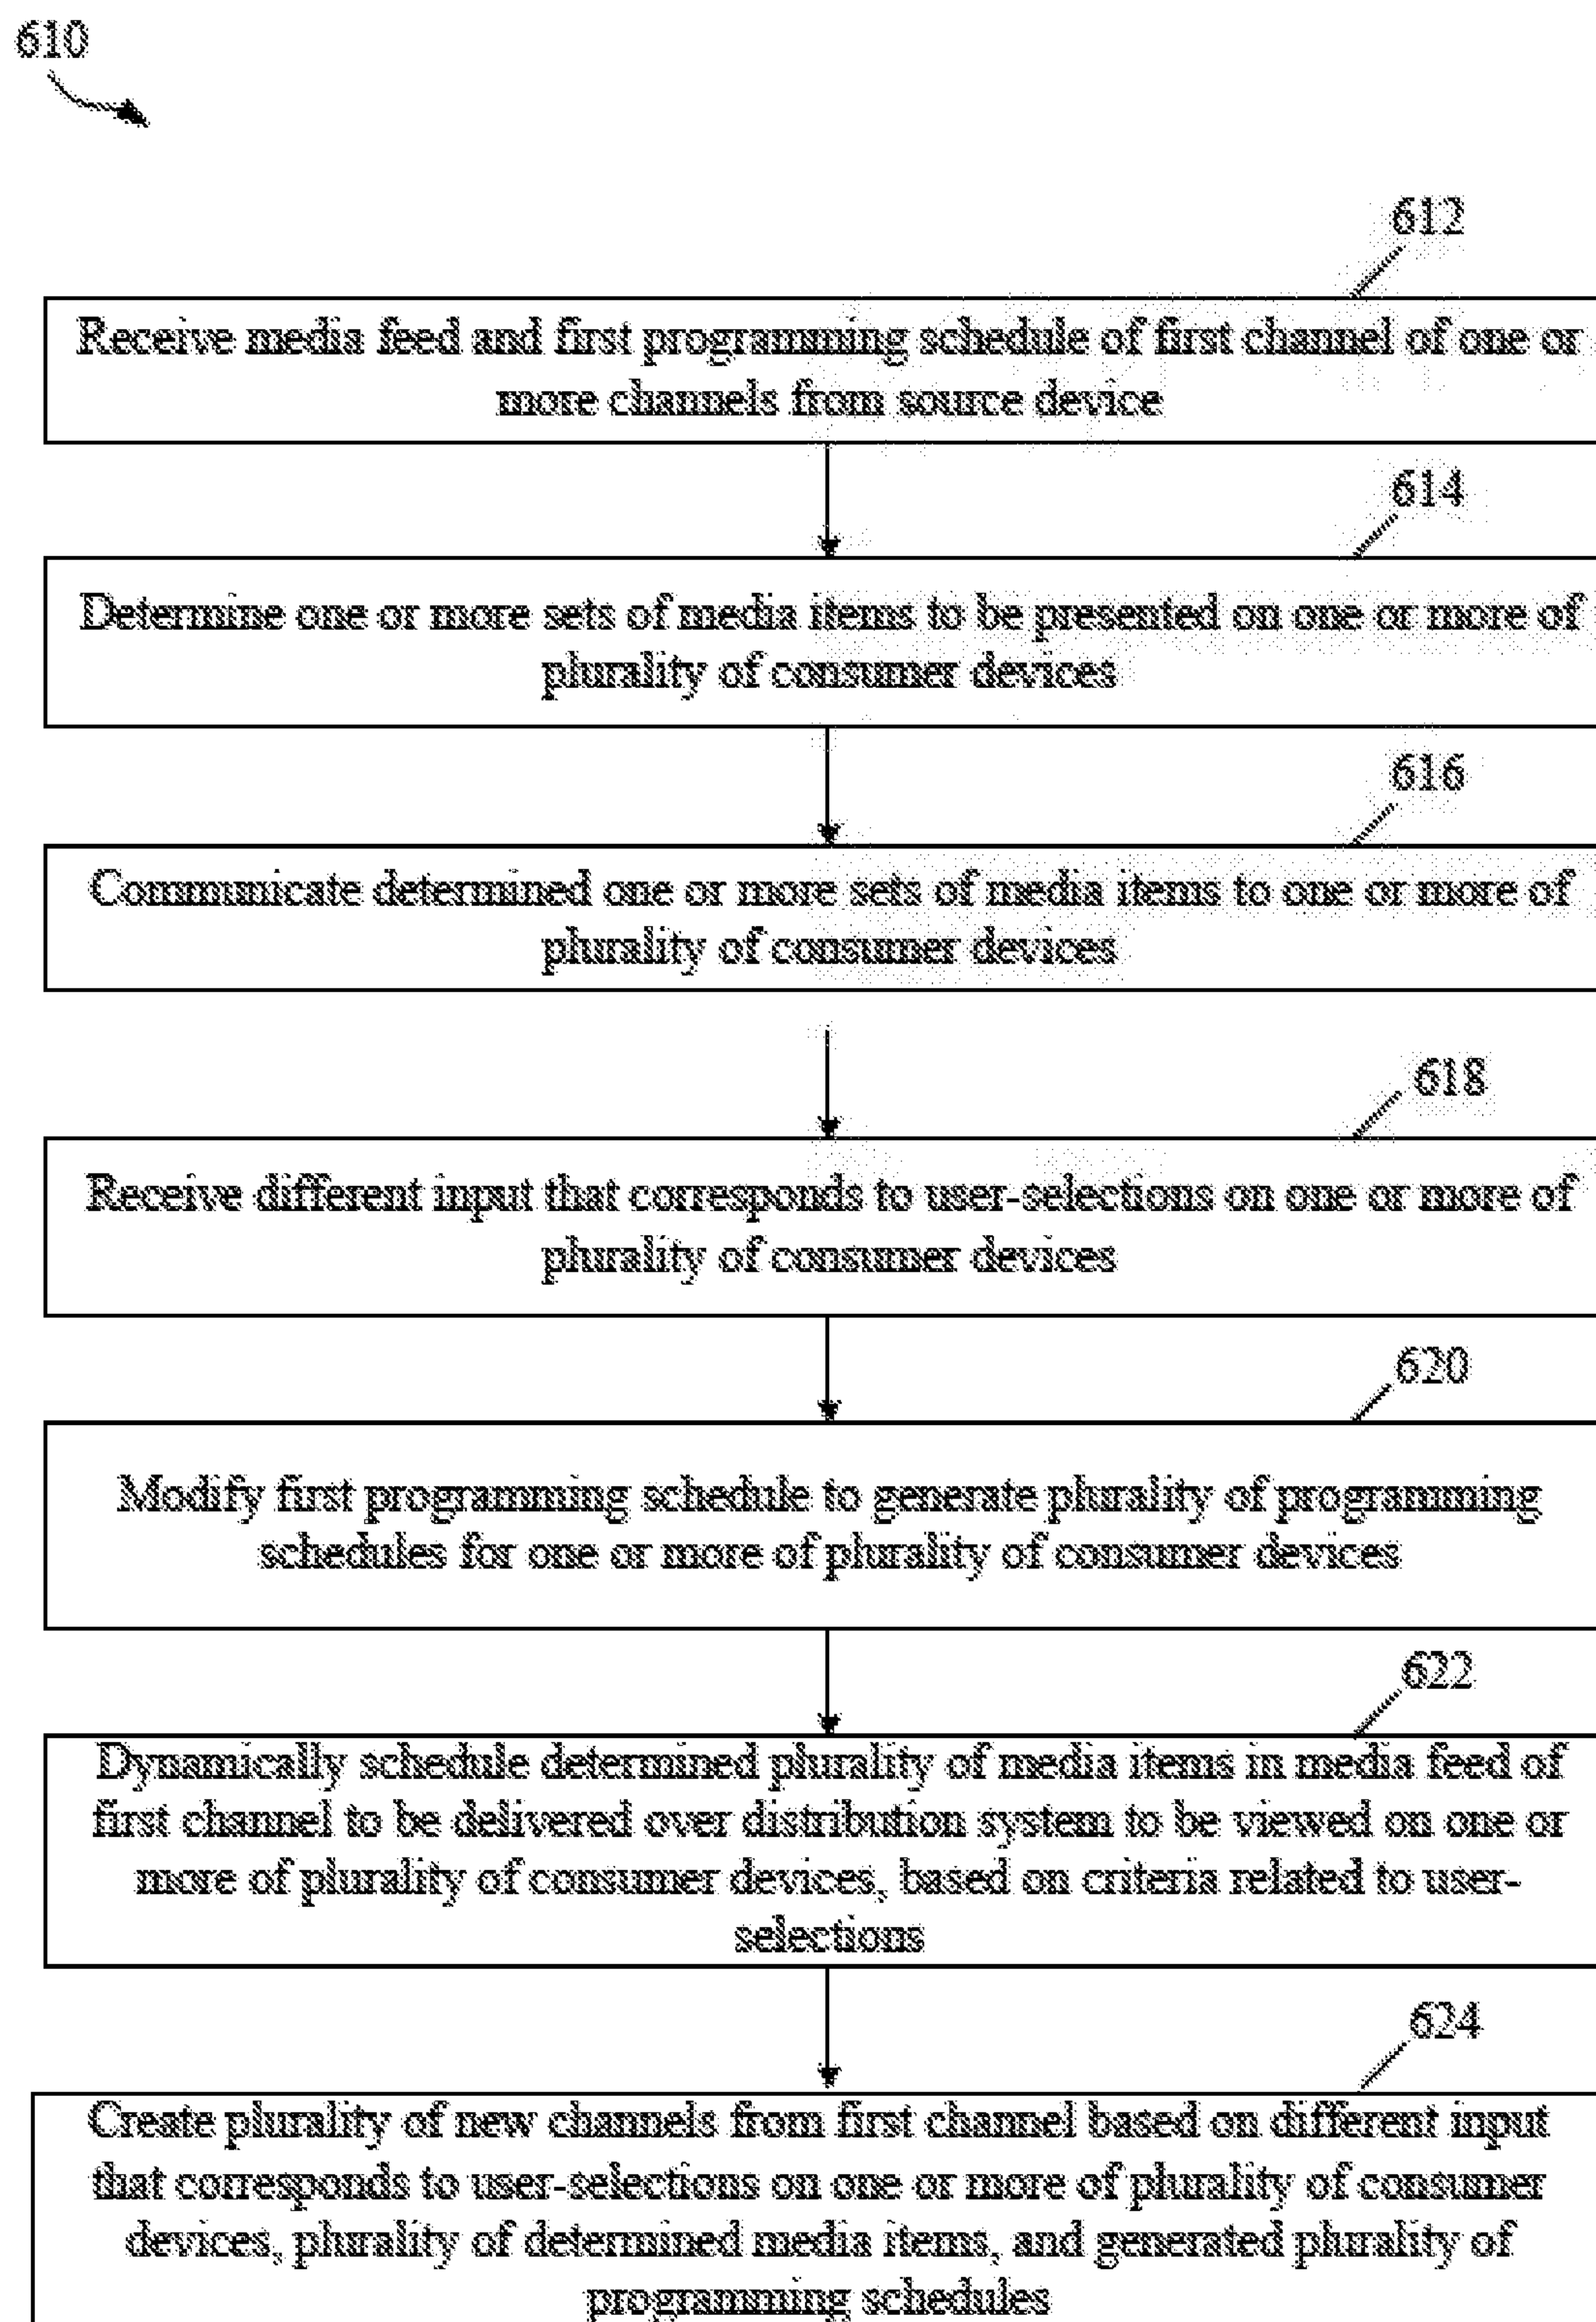 610
612
Receive media feed and first programming schedule of first channel of one or
more channels from source device
614
Determine one or more sets of media items to be presented on one or more of
plurality of consumer devices
616
Communicate determined one or more sets of media items to one or more of
plurality of consumer devices
618
Receive different input that corresponds to user-selections on one or more of
plurality of consumer devices
620
Modify first programming schedule to generate plurality of programming
schedules for one or more of plurality of consumer devices
622
Dynamically schedule determined plurality of media items in media feed of
first channel to be delivered over distribution system to be viewed on one or
more of plurality of consumer devices, based on criteria related to user-
selections
624
Create plurality of new channels from first channel based on different input
that corresponds to user-selections on one or more of plurality of consumer
devices, plurality of determined media items, and generated plurality of
programming schedules